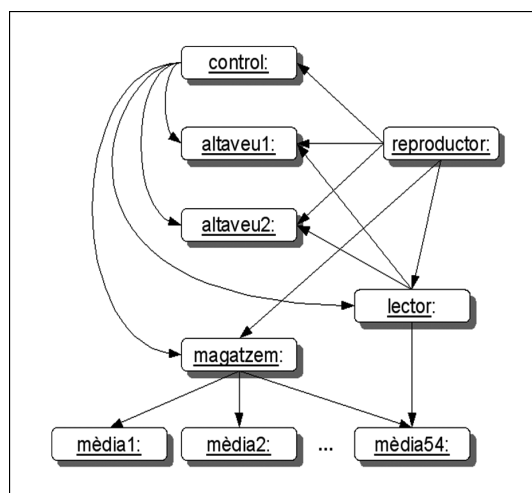 control:
altaveu1:
reproductor:
altaveu2:
lector:
magatzem:
mèdia1: mèdia2: ... mèdia54: